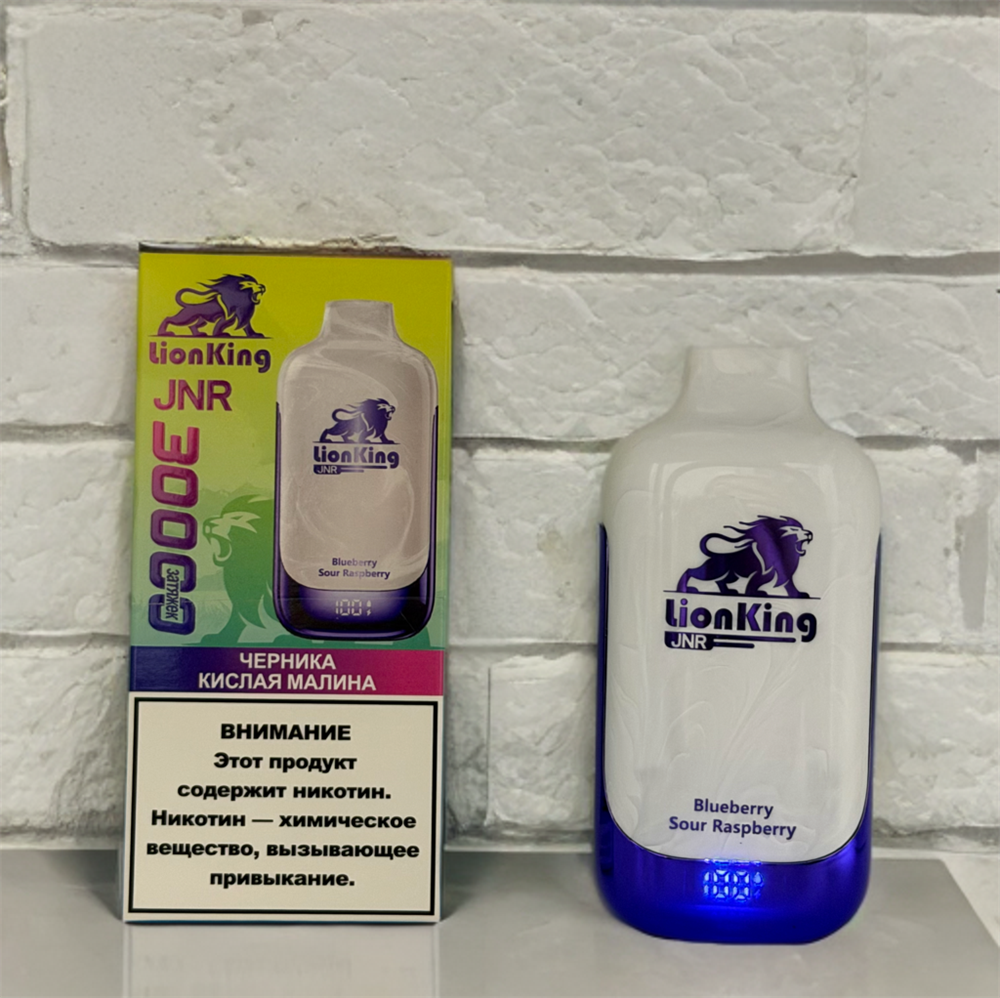 LionKing
JNR
30000
затяжек
LionKing
JNR
Blueberry
Sour Raspberry
100
ЧЕРНИКА
КИСЛАЯ МАЛИНА
ВНИМАНИЕ
Этот продукт
содержит никотин.
Никотин — химическое
вещество, вызывающее
привыкание.
LionKing
JNR
Blueberry
Sour Raspberry